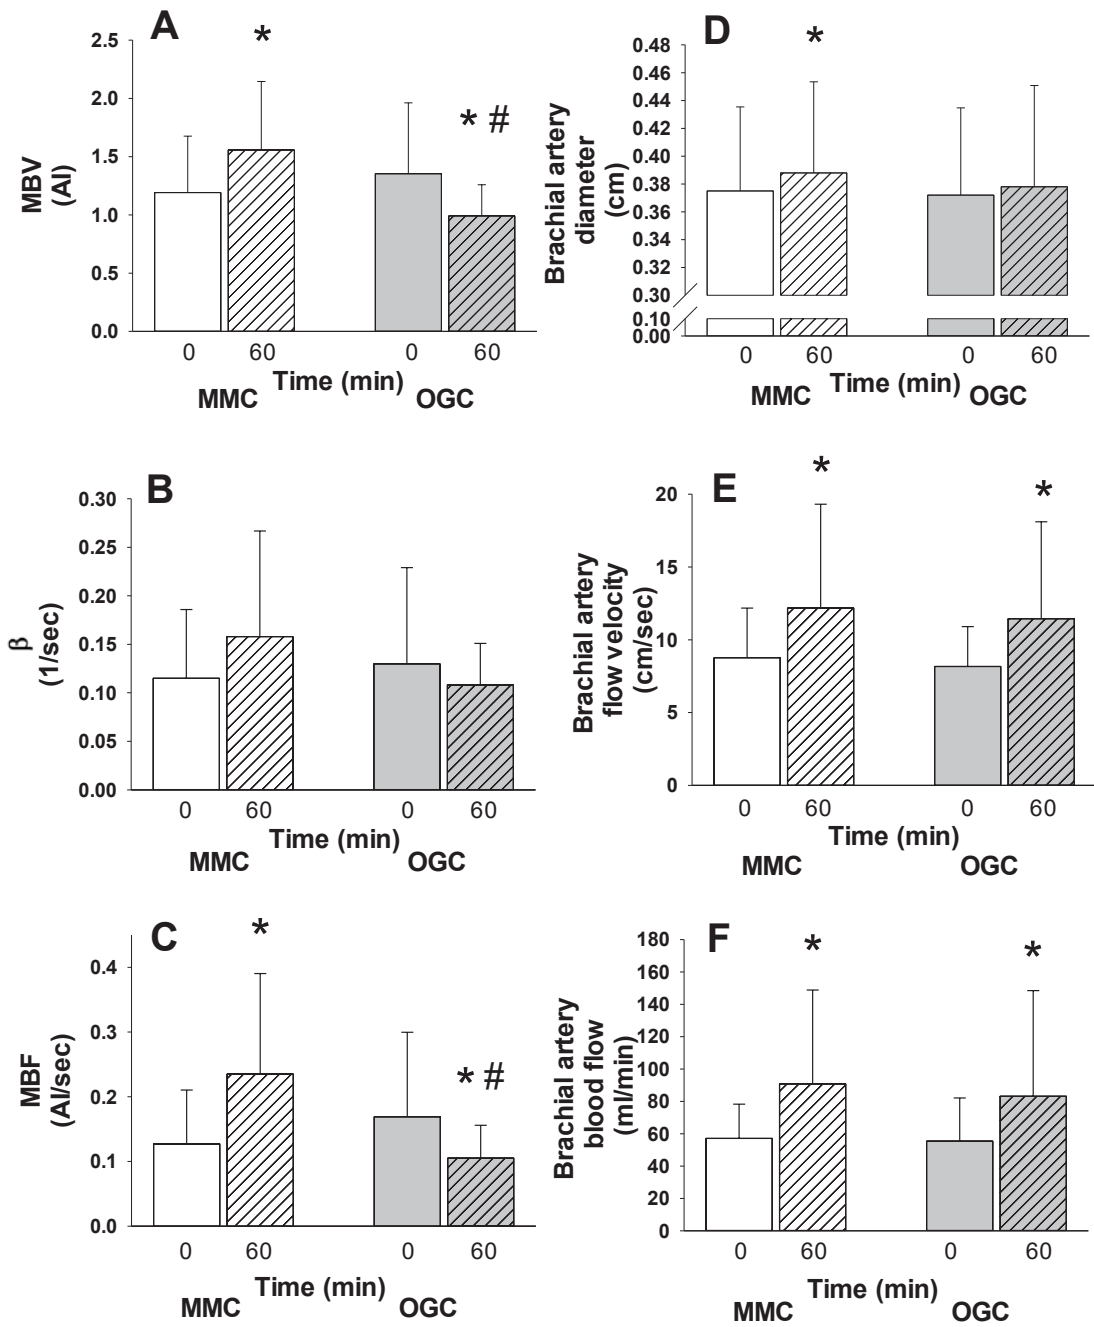 A
MBV
(AI)
2.5
2.0
1.5
1.0
0.5
0.0
*
* #
0 60 0 60
Time (min)
MMC OGC
D
Brachial artery
diameter
(cm)
0.48
0.46
0.44
0.42
0.40
0.38
0.36
0.34
0.32
0.30
0.10
0.00
*
0 60 0 60
Time (min)
MMC OGC
B
β
(1/sec)
0.30
0.25
0.20
0.15
0.10
0.05
0.00
0 60 0 60
Time (min)
MMC OGC
E
Brachial artery
flow velocity
(cm/sec)
20
15
10
5
0
*
*
0 60 0 60
Time (min)
MMC OGC
C
MBF
(AI/sec)
0.4
0.3
0.2
0.1
0.0
*
* #
0 60 0 60
Time (min)
MMC OGC
F
Brachial artery
blood flow
(ml/min)
180
160
140
120
100
80
60
40
20
0
*
*
0 60 0 60
Time (min)
MMC OGC